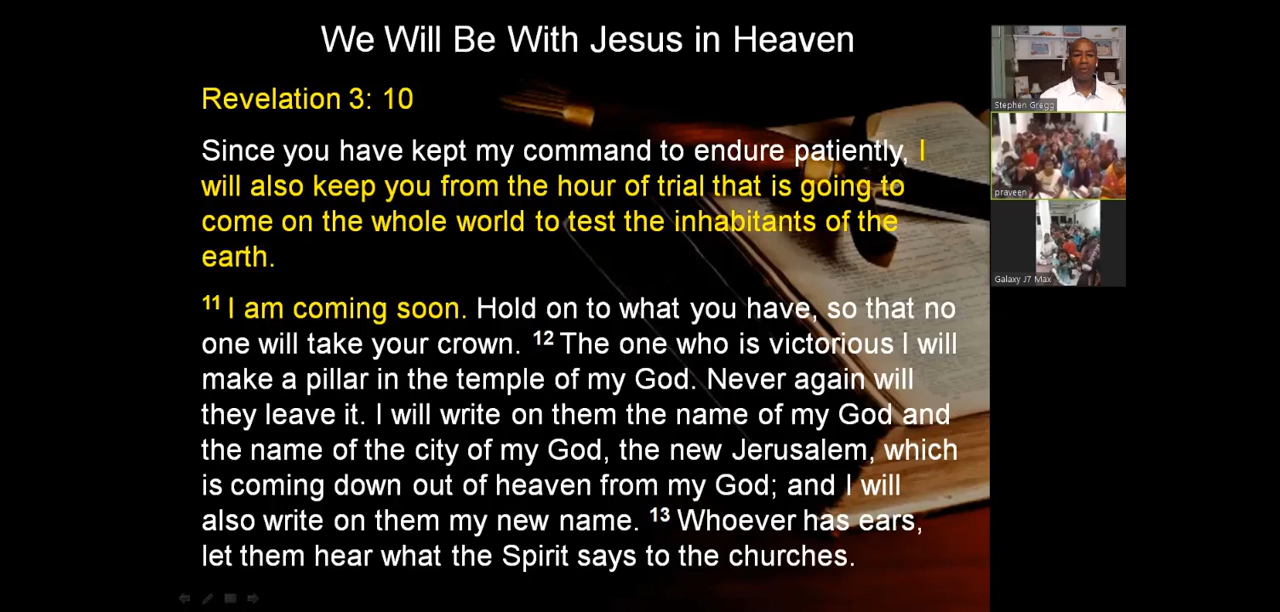 We Will Be With Jesus in Heaven
Revelation 3: 10
Since you have kept my command to endure patiently, I
will also keep you from the hour of trial that is going to
come on the whole world to test the inhabitants of the
earth.
11 I am coming soon. Hold on to what you have, so that no
one will take your crown. 12 The one who is victorious I will
make a pillar in the temple of my God. Never again will
they leave it. I will write on them the name of my God and
the name of the city of my God, the new Jerusalem, which
is coming down out of heaven from my God; and I will
also write on them my new name. 13 Whoever has ears,
let them hear what the Spirit says to the churches.
Stephen Gregg
praveen
Galaxy J7 Max